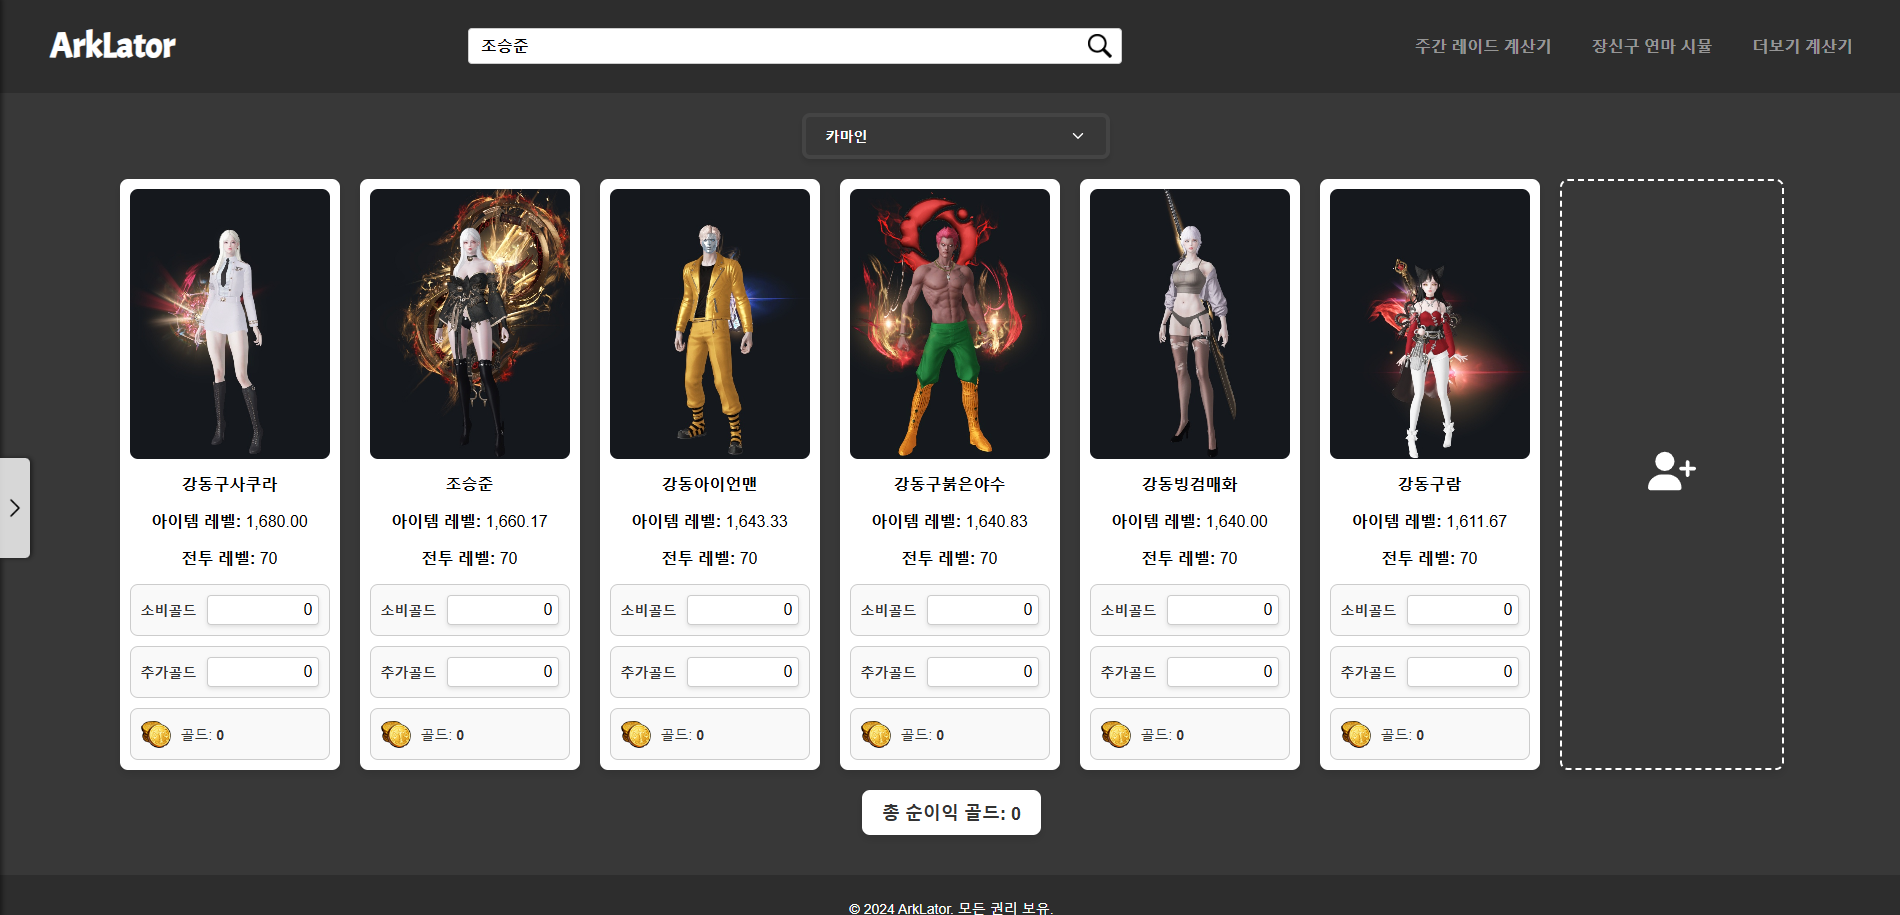 ArkLator
조승준
주간 레이드 계산기
장신구 연마 시뮬
더보기 계산기
카마인
강동구사쿠라
아이템 레벨: 1,680.00
전투 레벨: 70
소비골드 0
추가골드 0
골드: 0
조승준
아이템 레벨: 1,660.17
전투 레벨: 70
소비골드 0
추가골드 0
골드: 0
강동아이언맨
아이템 레벨: 1,643.33
전투 레벨: 70
소비골드 0
추가골드 0
골드: 0
강동구붉은야수
아이템 레벨: 1,640.83
전투 레벨: 70
소비골드 0
추가골드 0
골드: 0
강동빙검매화
아이템 레벨: 1,640.00
전투 레벨: 70
소비골드 0
추가골드 0
골드: 0
강동구람
아이템 레벨: 1,611.67
전투 레벨: 70
소비골드 0
추가골드 0
골드: 0
총 순이익 골드: 0
© 2024 ArkLator. 모든 권리 보유.